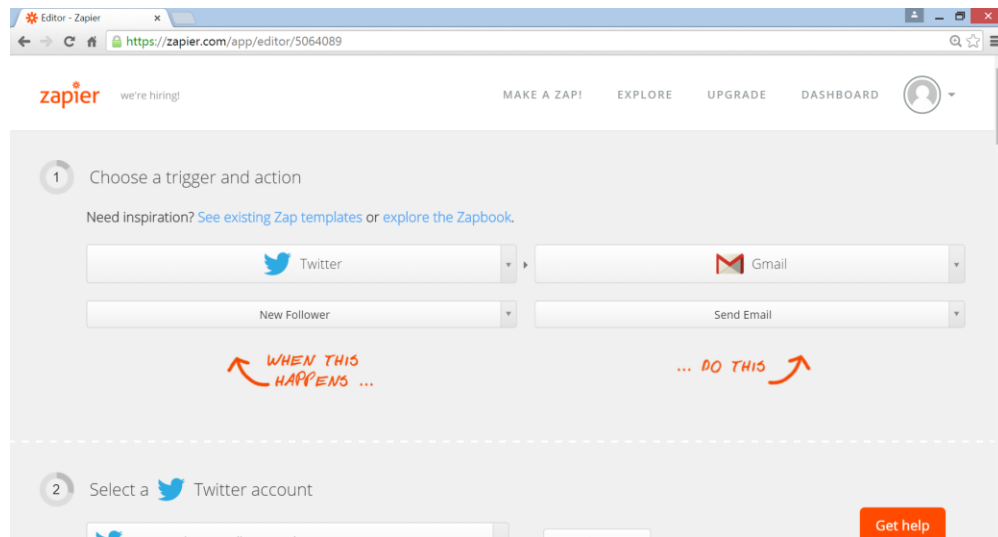 Editor - Zapier
https://zapier.com/app/editor/5064089
zapier we're hiring! MAKE A ZAP! EXPLORE UPGRADE DASHBOARD
1 Choose a trigger and action
Need inspiration? See existing Zap templates or explore the Zapbook.
Twitter Gmail
New Follower Send Email
WHEN THIS
HAPPENS ...
... DO THIS
2 Select a Twitter account
Get help